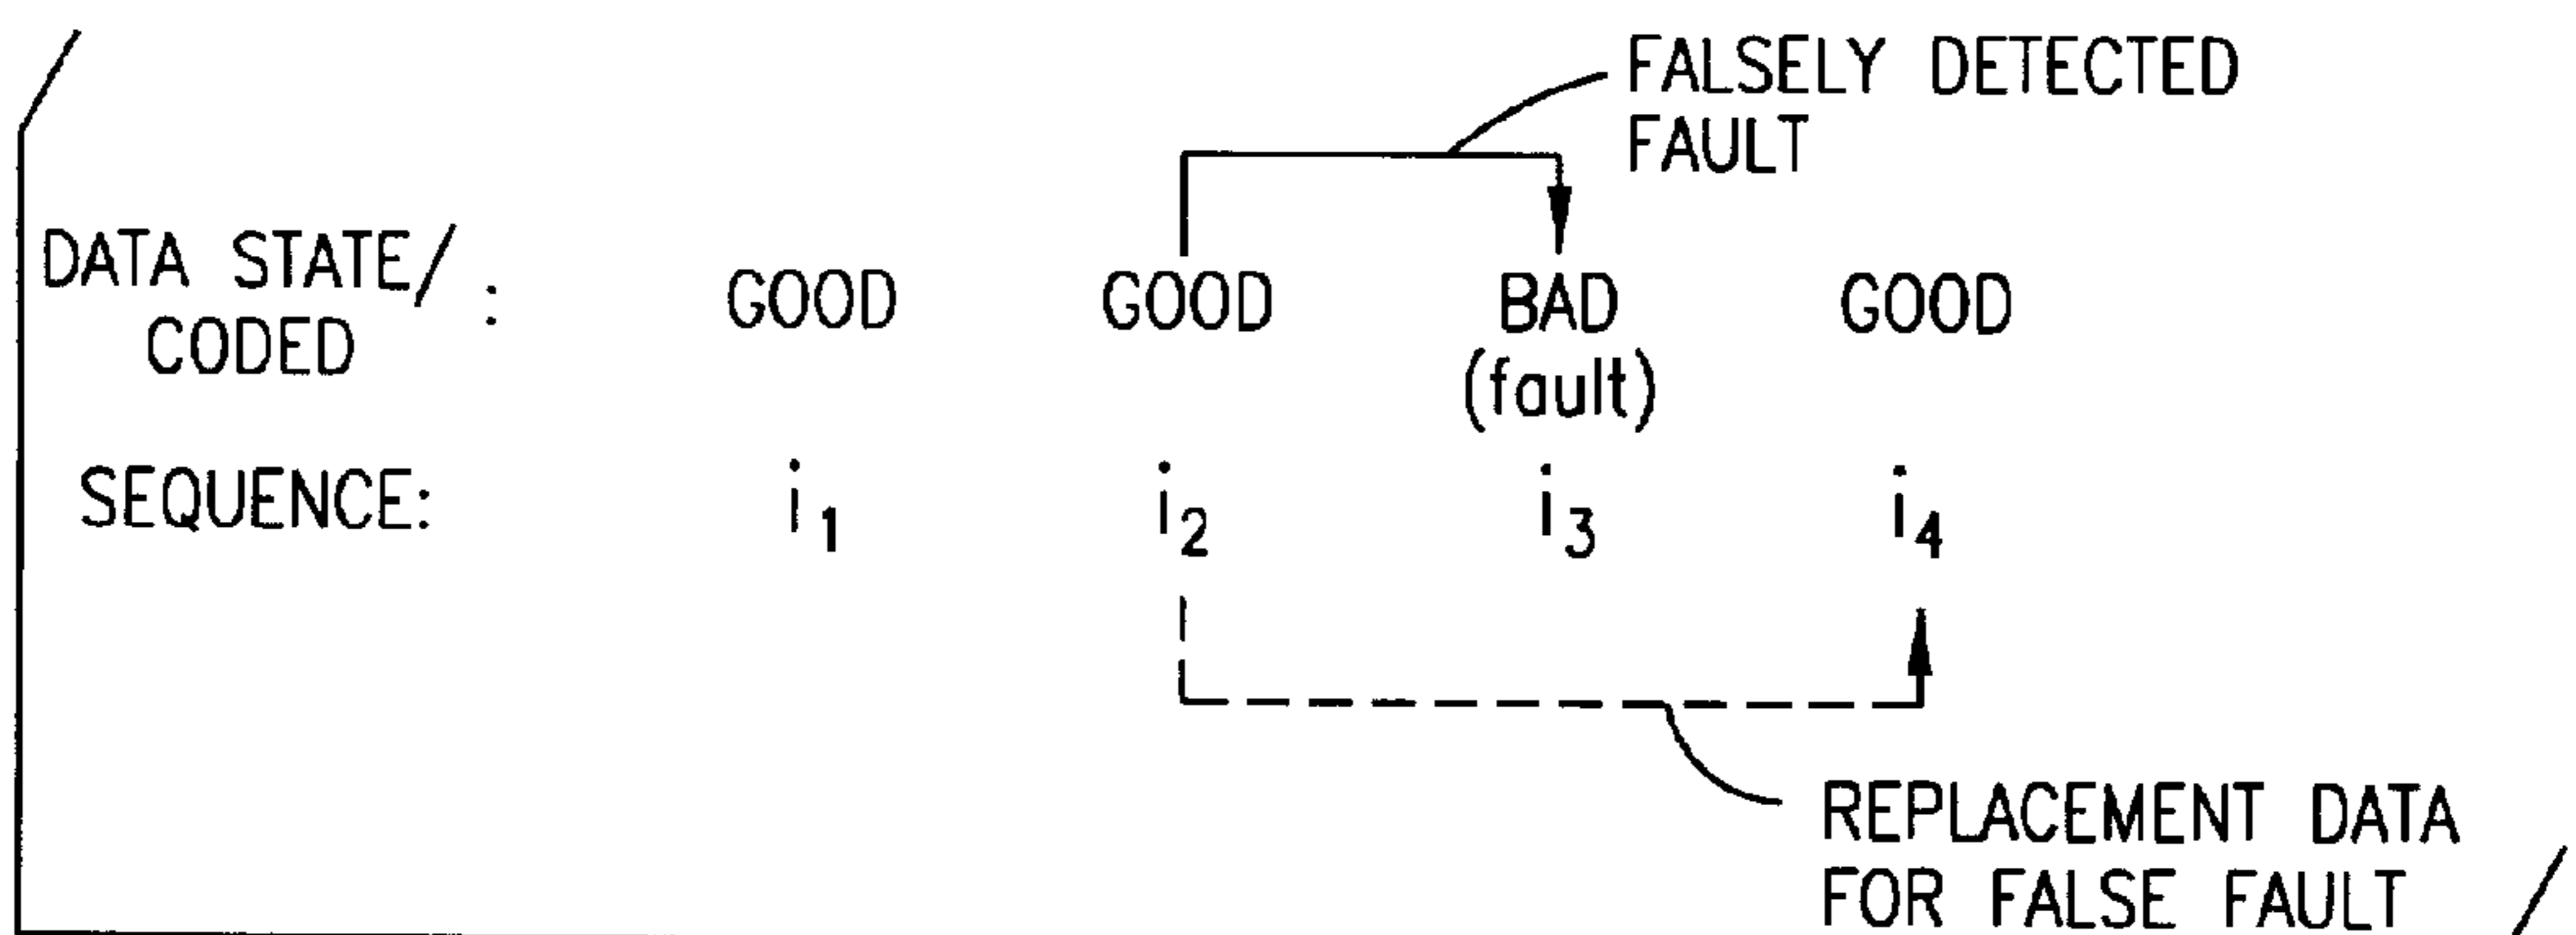 FALSELY DETECTED
FAULT
DATA STATE/ :
CODED
GOOD GOOD BAD GOOD
(fault)
SEQUENCE: i1 i2 i3 i4
REPLACEMENT DATA
FOR FALSE FAULT